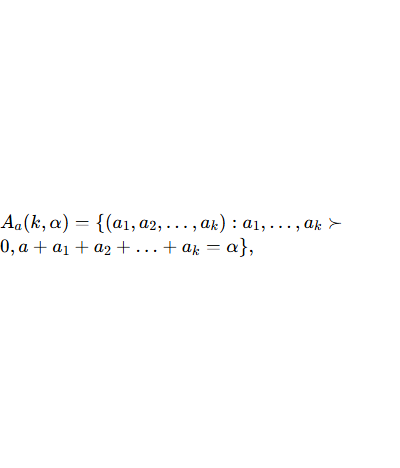 A_a(k, α) = {(a_1, a_2, …, a_k) : a_1, …, a_k ≻
0, a + a_1 + a_2 + … + a_k = α},